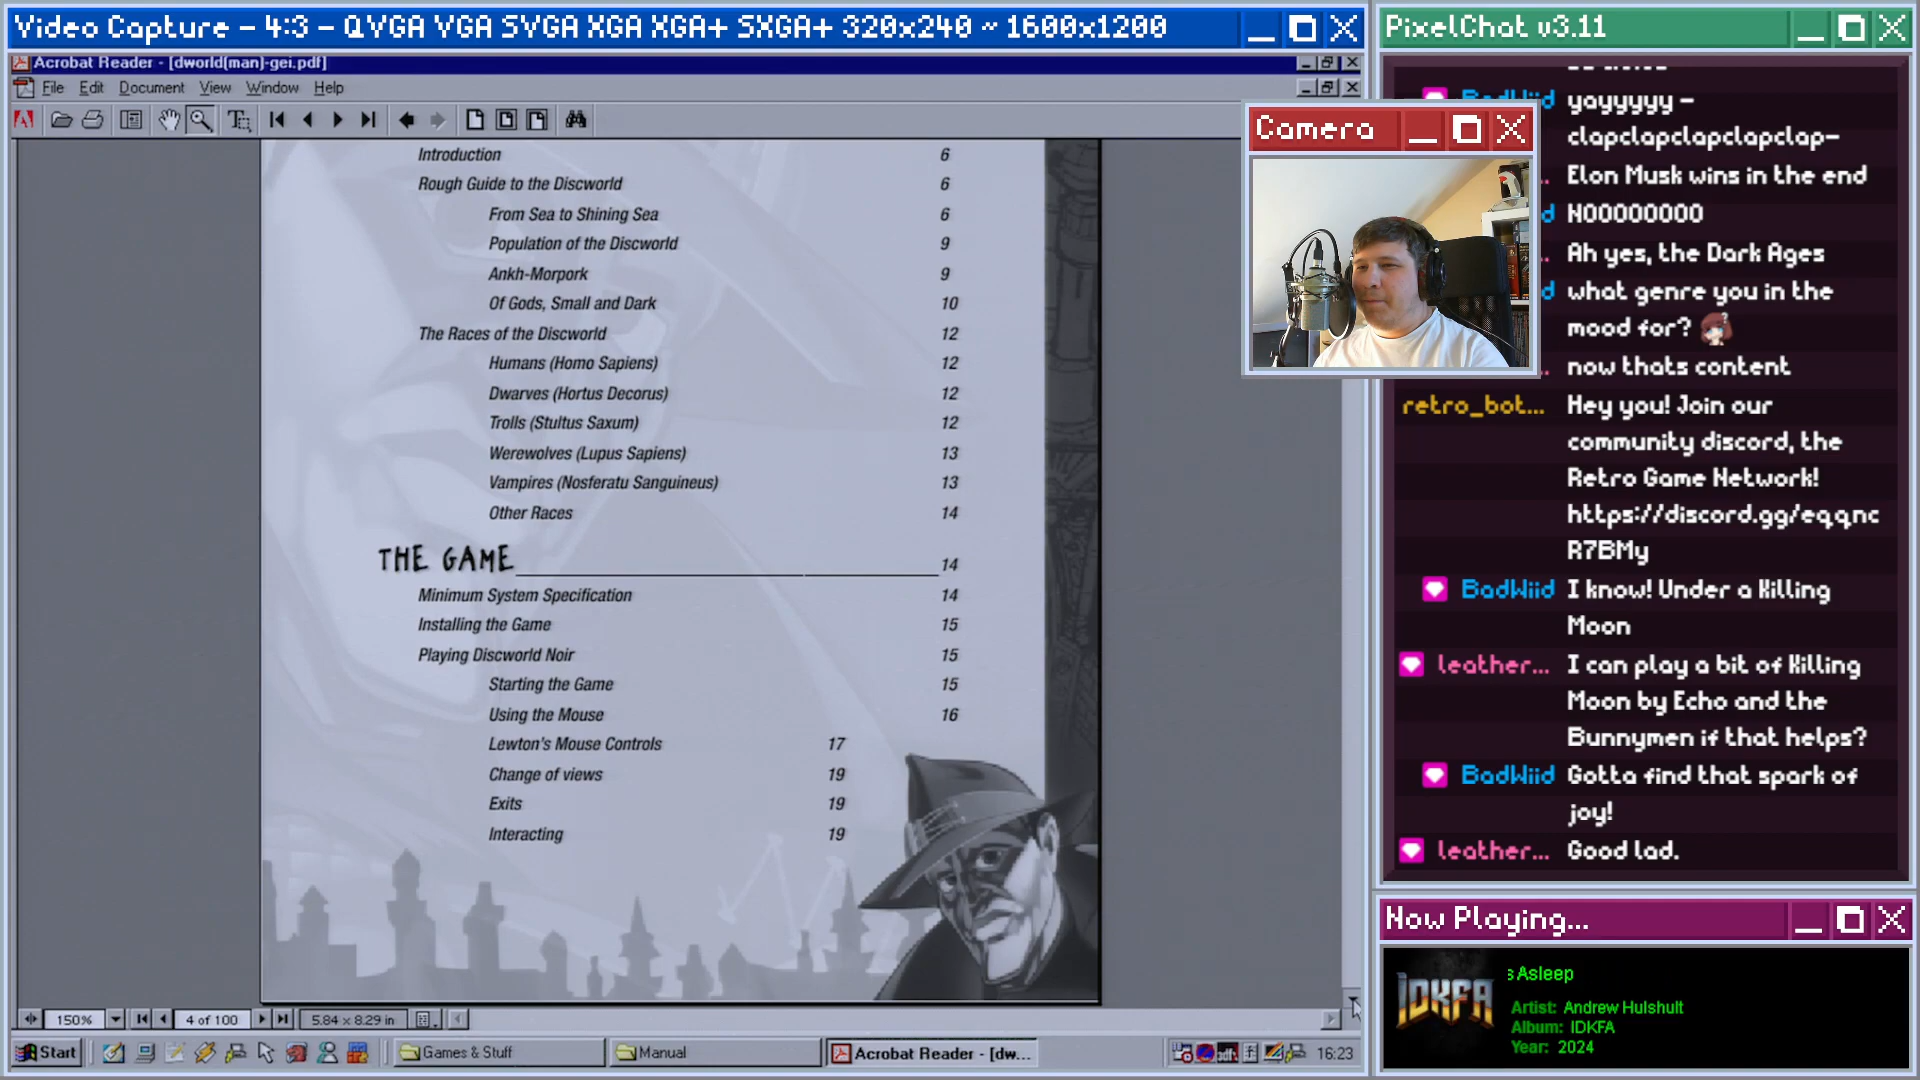 Video Capture - 4:3 - QVGA VGA SVGA XGA XGA+ SXGA+ 320x240 ~ 1600x1200
Acrobat Reader - [dworld(man)-gei.pdf]
File Edit Document View Window Help
Introduction 6
Rough Guide to the Discworld 6
From Sea to Shining Sea 6
Population of the Discworld 9
Ankh-Morpork 9
Of Gods, Small and Dark 10
The Races of the Discworld 12
Humans (Homo Sapiens) 12
Dwarves (Hortus Decorus) 12
Trolls (Stultus Saxum) 12
Werewolves (Lupus Sapiens) 13
Vampires (Nosferatu Sanguineus) 13
Other Races 14
THE GAME 14
Minimum System Specification 14
Installing the Game 15
Playing Discworld Noir 15
Starting the Game 15
Using the Mouse 16
Lewton's Mouse Controls 17
Change of views 19
Exits 19
Interacting 19
150% 4 of 100 5.84 x 8.29 in
Start Games & Stuff Manual Acrobat Reader - [dw... 16:23
Camera
PixelChat v3.11
yayyyyy -
clapclapclapclapclap-
Elon Musk wins in the end
NOOOOOOOO
Ah yes, the Dark Ages
what genre you in the
mood for?
now thats content
retro_bot... Hey you! Join our
community discord, the
Retro Game Network!
https://discord.gg/eqqnc
R7BMy
BadWiid I know! Under a Killing
Moon
leather... I can play a bit of Killing
Moon by Echo and the
Bunnymen if that helps?
BadWiid Gotta find that spark of
joy!
leather... Good lad.
Now Playing...
IDKFA
s Asleep
Artist: Andrew Hulshult
Album: IDKFA
Year: 2024